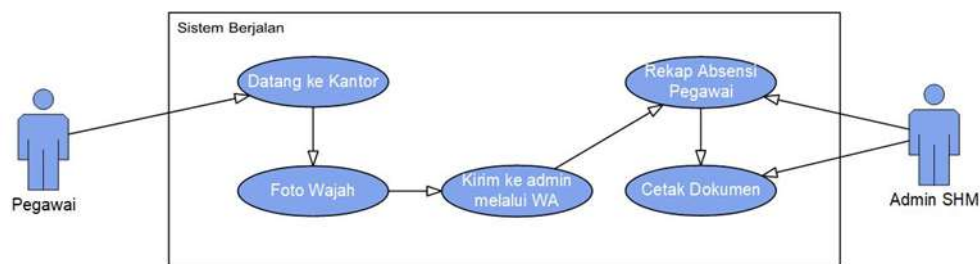 Sistem Berjalan
Datang ke Kantor
Rekap Absensi
Pegawai
Foto Wajah
Kirim ke admin
melalui WA
Cetak Dokumen
Pegawai
Admin SHM